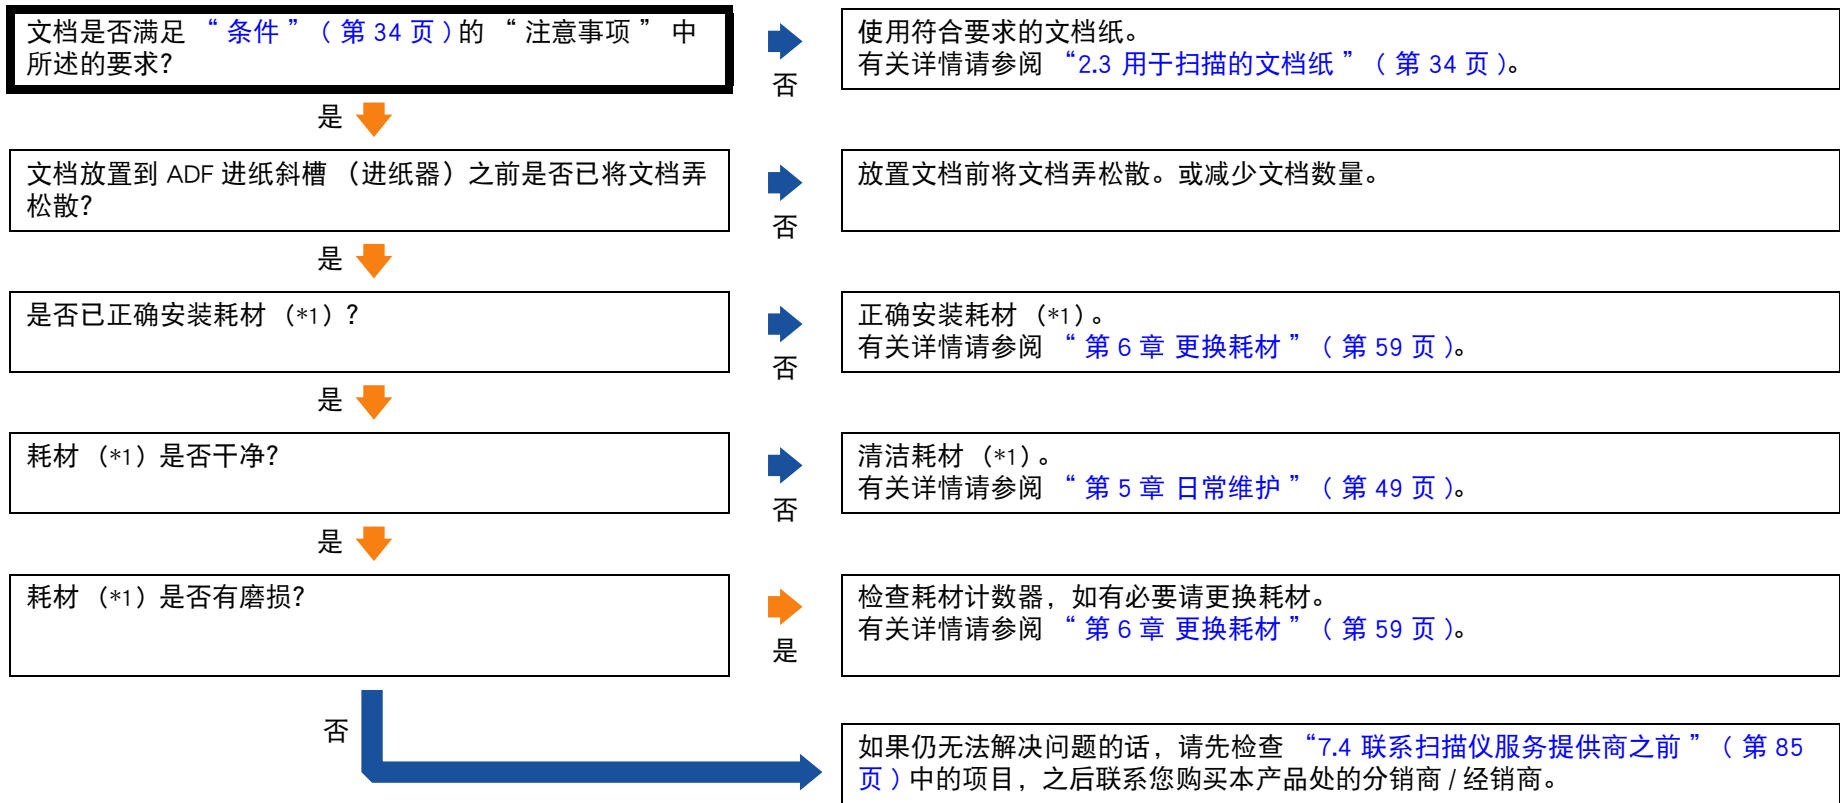 文档是否满足 “ 条件 ” ( 第 34 页 ) 的 “ 注意事项 ” 中
所述的要求?
否
使用符合要求的文档纸。
有关详情请参阅 “2.3 用于扫描的文档纸 ” ( 第 34 页 )。
是
文档放置到 ADF 进纸斜槽 （进纸器）之前是否已将文档弄
松散?
否
放置文档前将文档弄松散。或减少文档数量。
是
是否已正确安装耗材 （*1）?
否
正确安装耗材 （*1）。
有关详情请参阅 “ 第 6 章 更换耗材 ” ( 第 59 页 )。
是
耗材 （*1）是否干净?
否
清洁耗材 （*1）。
有关详情请参阅 “ 第 5 章 日常维护 ” ( 第 49 页 )。
是
耗材 （*1）是否有磨损?
是
检查耗材计数器，如有必要请更换耗材。
有关详情请参阅 “ 第 6 章 更换耗材 ” ( 第 59 页 )。
否
如果仍无法解决问题的话，请先检查 “7.4 联系扫描仪服务提供商之前 ” ( 第 85
页 ) 中的项目，之后联系您购买本产品处的分销商 / 经销商。